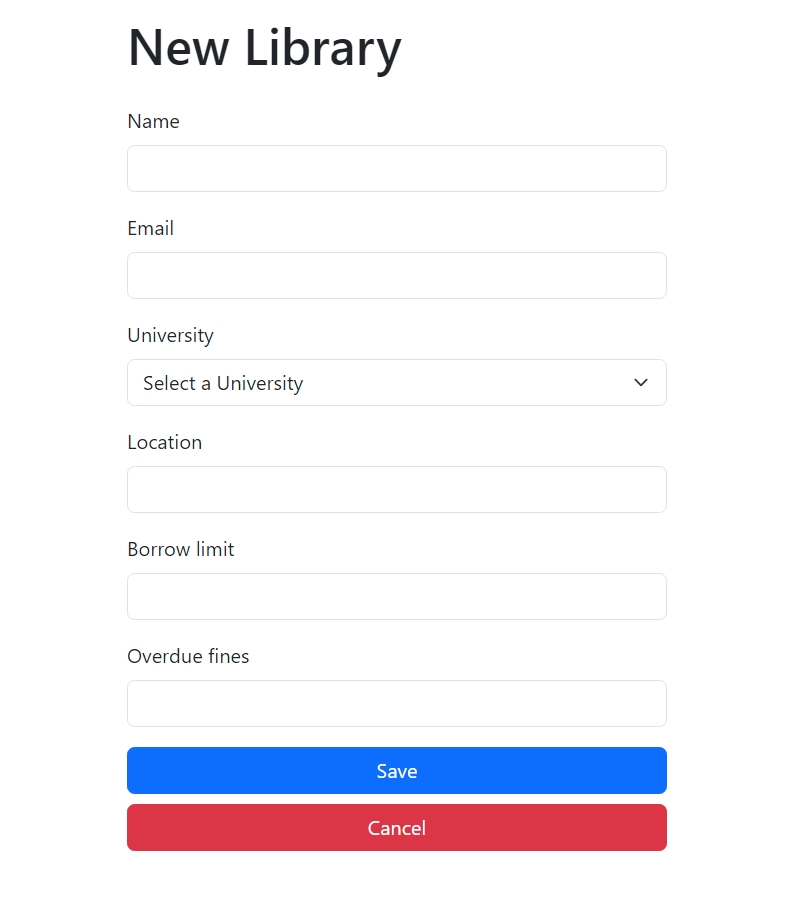 New Library
Name
Email
University
Select a University
Location
Borrow limit
Overdue fines
Save
Cancel